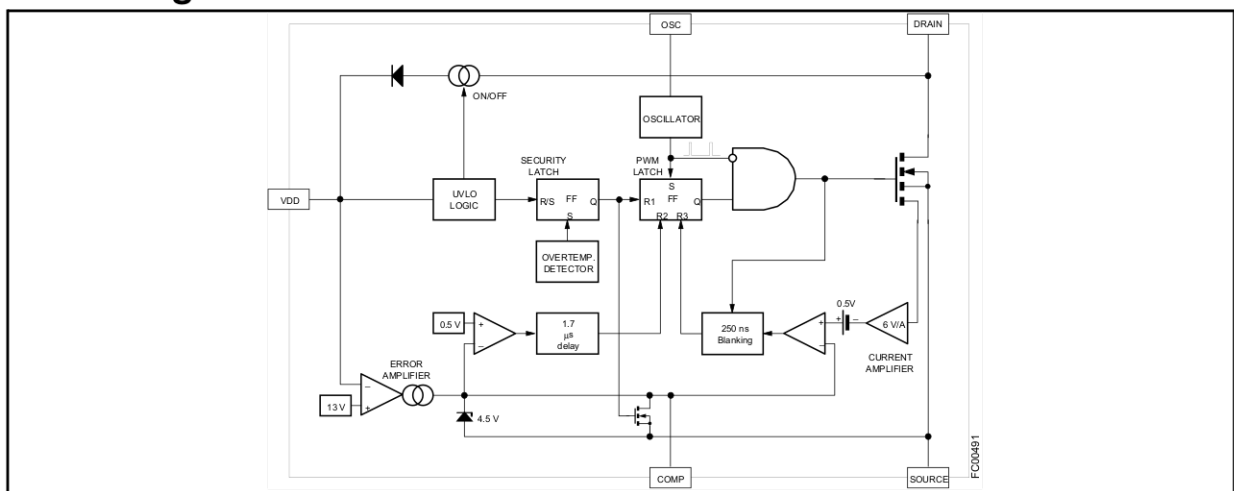 OSC
DRAIN
ON/OFF
OSCILLATOR
SECURITY
LATCH
PWM
LATCH
VDD
UVLO
LOGIC
R/S
FF
S
Q
S
FF
R1
R2
R3
Q
OVERTEMP.
DETECTOR
0.5 V
+
–
1.7
μs
delay
250 ns
Blanking
+
–
0.5V
+
–
6 V/A
CURRENT
AMPLIFIER
ERROR
AMPLIFIER
–
+
13 V
4.5 V
COMP
SOURCE
FC00491